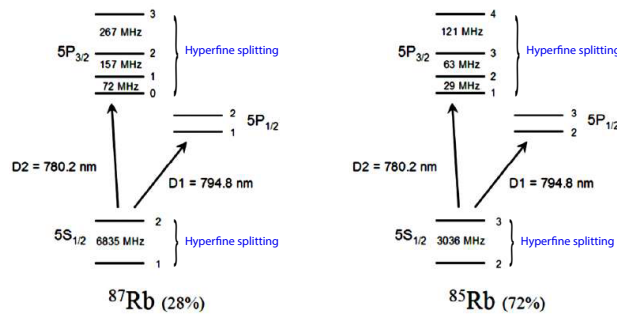 3
267 MHz
5P3/2
2
157 MHz
1
72 MHz
0
Hyperfine splitting
2
1
5P1/2
D2 = 780.2 nm
D1 = 794.8 nm
2
5S1/2
6835 MHz
1
Hyperfine splitting
87Rb (28%)
4
121 MHz
5P3/2
3
63 MHz
2
29 MHz
1
Hyperfine splitting
3
2
5P1/2
D2 = 780.2 nm
D1 = 794.8 nm
3
5S1/2
3036 MHz
2
Hyperfine splitting
85Rb (72%)